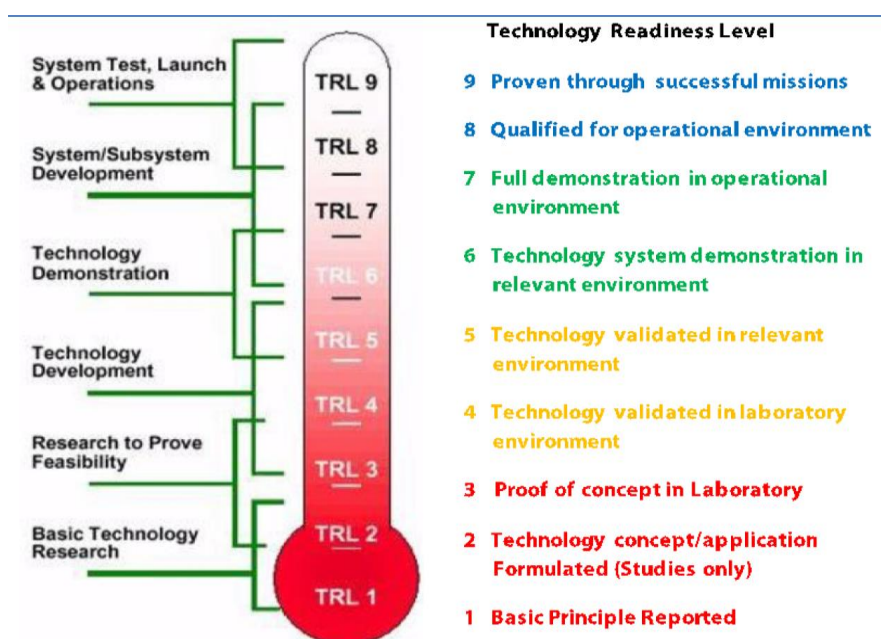 System Test, Launch
& Operations
System/Subsystem
Development
Technology
Demonstration
Technology
Development
Research to Prove
Feasibility
Basic Technology
Research
TRL 9
TRL 8
TRL 7
TRL 6
TRL 5
TRL 4
TRL 3
TRL 2
TRL 1
Technology Readiness Level
9 Proven through successful missions
8 Qualified for operational environment
7 Full demonstration in operational
environment
6 Technology system demonstration in
relevant environment
5 Technology validated in relevant
environment
4 Technology validated in laboratory
environment
3 Proof of concept in Laboratory
2 Technology concept/application
Formulated (Studies only)
1 Basic Principle Reported